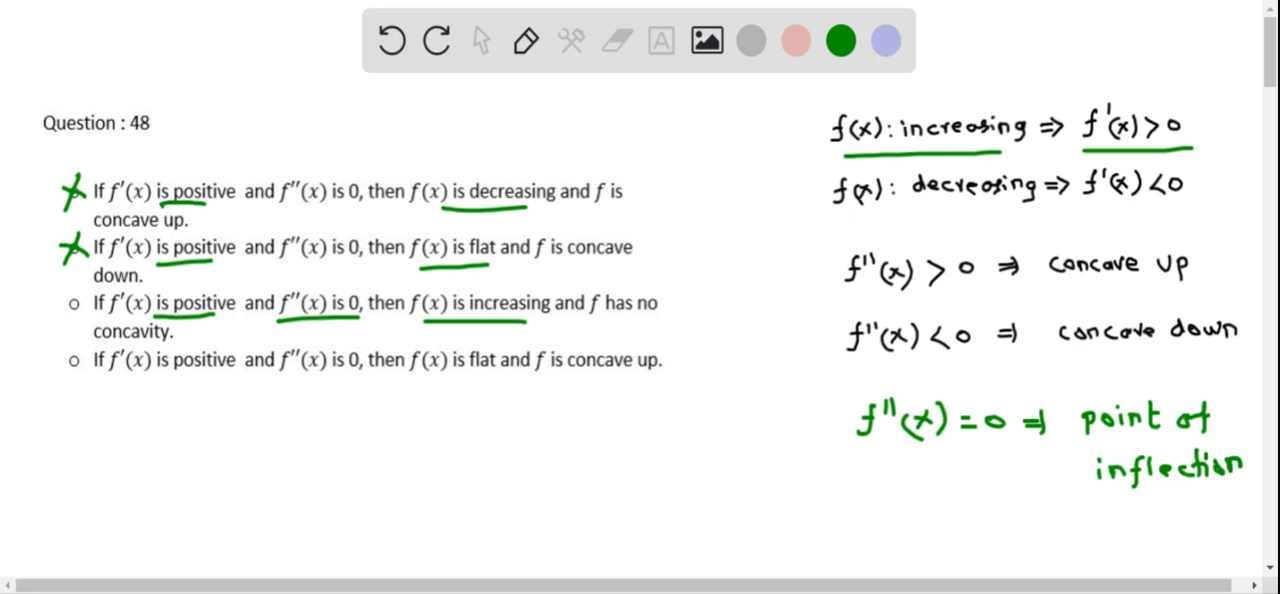 A
Question : 48
If f′(x) is positive and f′′(x) is 0, then f(x) is decreasing and f is
concave up.
If f′(x) is positive and f′′(x) is 0, then f(x) is flat and f is concave
down.
o If f′(x) is positive and f′′(x) is 0, then f(x) is increasing and f has no
concavity.
o If f′(x) is positive and f′′(x) is 0, then f(x) is flat and f is concave up.
f(x): increasing ⇒ f'(x) > 0
f(x): decreasing ⇒ f'(x) < 0
f''(x) > 0 ⇒ concave up
f''(x) < 0 ⇒ concave down
f''(x) = 0 ⇒ point of
inflection